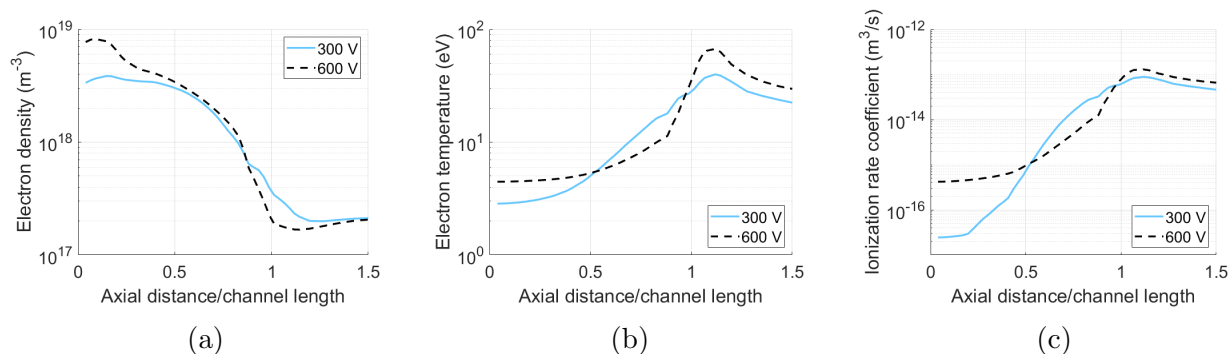 Electron density (m^-3)
10^19
10^18
10^17
0
0.5
1
1.5
Axial distance/channel length
300 V
600 V
(a)
Electron temperature (eV)
10^2
10^1
10^0
0
0.5
1
1.5
Axial distance/channel length
300 V
600 V
(b)
Ionization rate coefficient (m^3/s)
10^-12
10^-14
10^-16
0
0.5
1
1.5
Axial distance/channel length
300 V
600 V
(c)